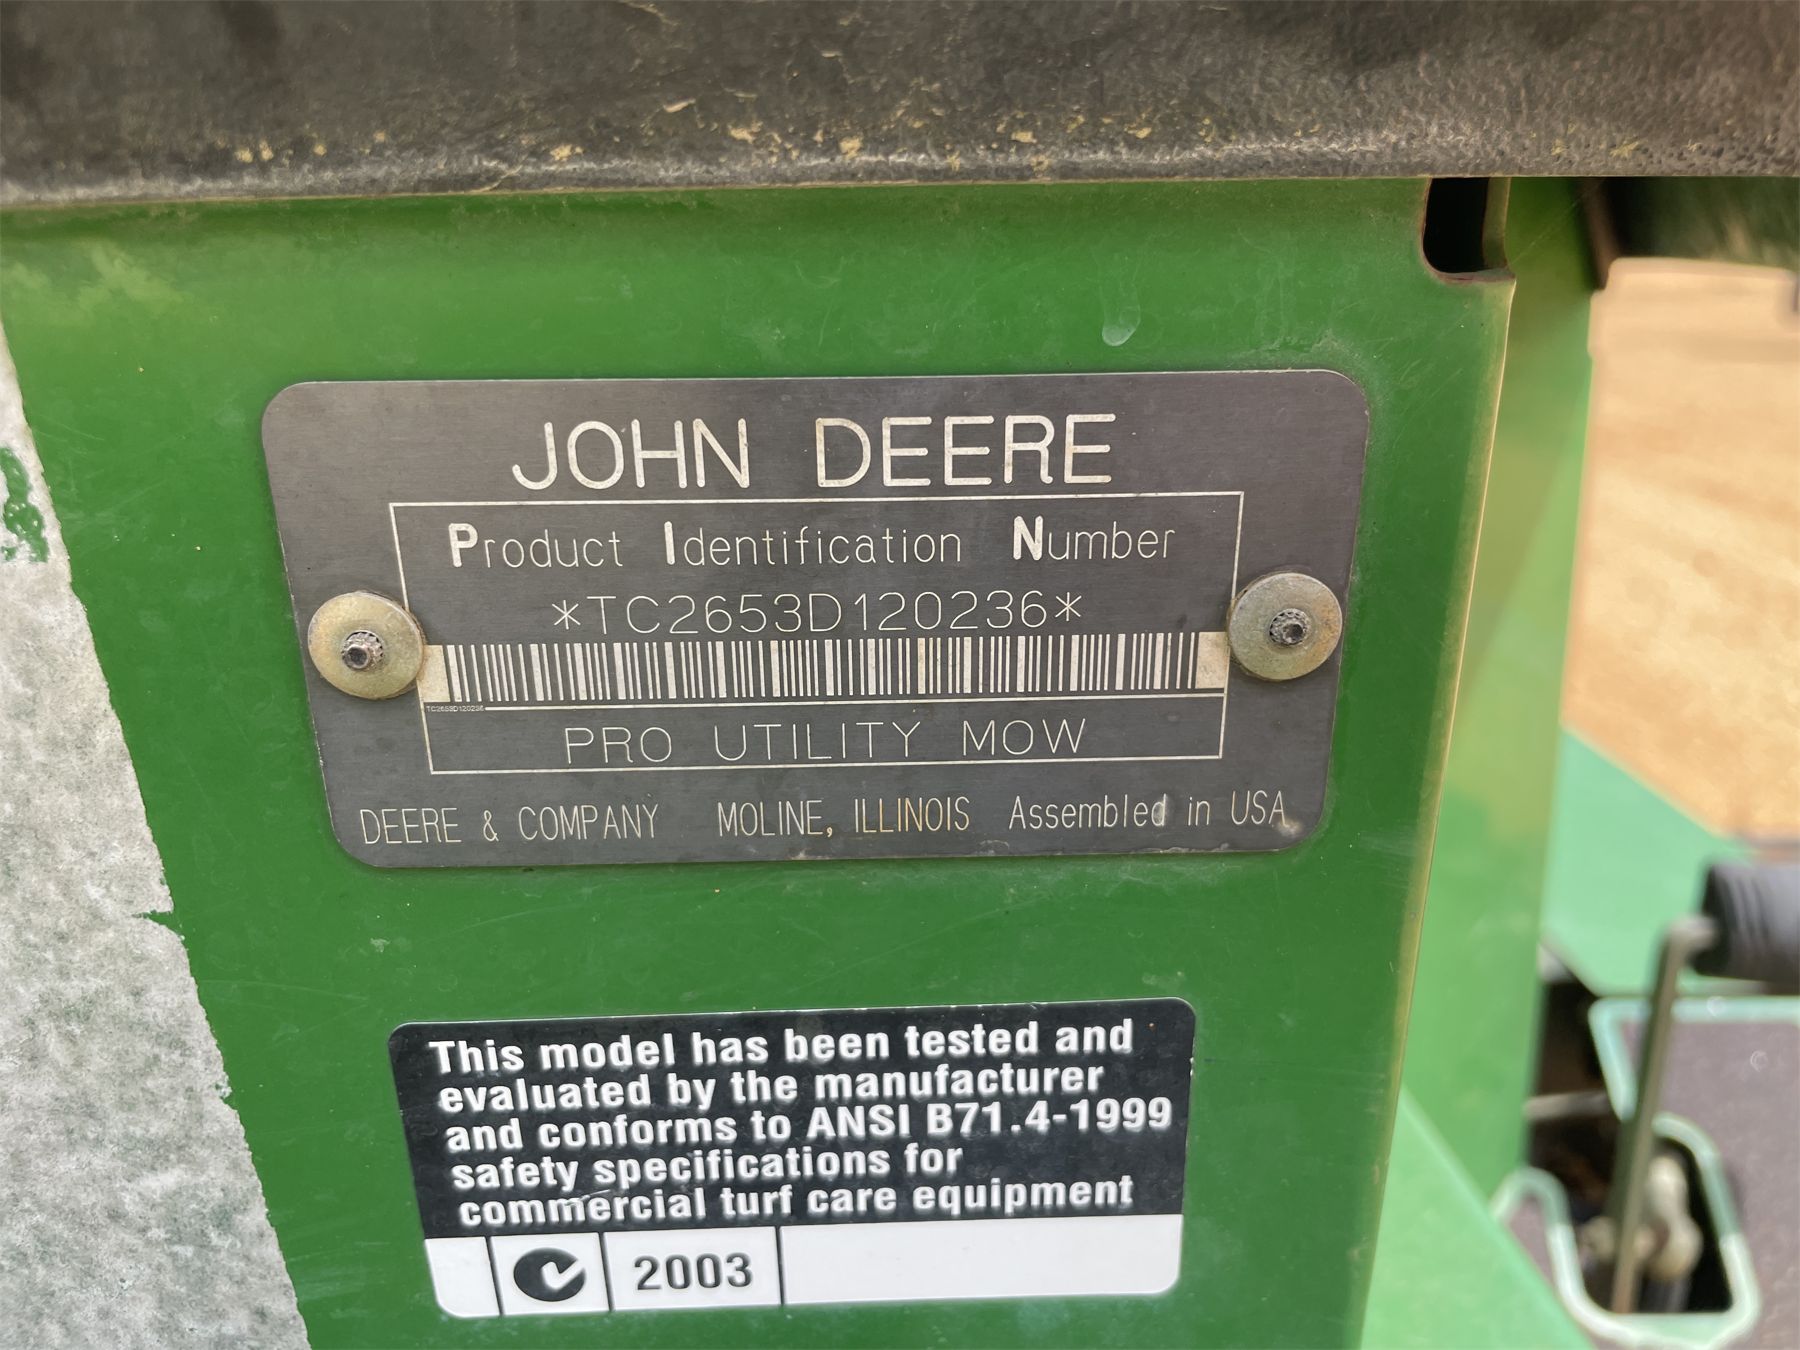 JOHN DEERE
Product Identification Number
*TC2653D120236*
TC2653D120236
PRO UTILITY MOW
DEERE & COMPANY MOLINE, ILLINOIS Assembled in USA
This model has been tested and
evaluated by the manufacturer
and conforms to ANSI B71.4-1999
safety specifications for
commercial turf care equipment
2003